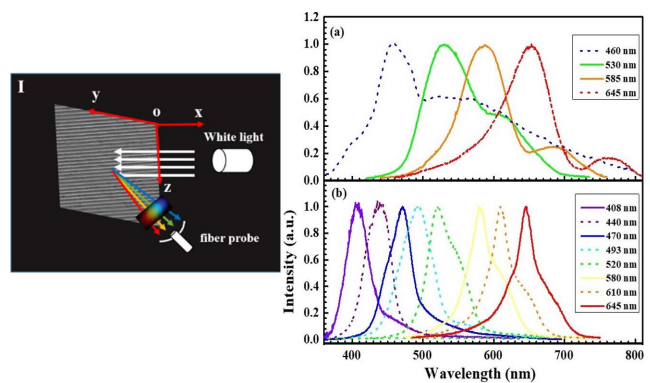 I
y
o
x
White light
z
fiber probe
(a)
1.2
1.0
0.8
0.6
0.4
0.2
0.0
460 nm
530 nm
585 nm
645 nm
(b)
1.0
0.8
0.6
0.4
0.2
0.0
408 nm
440 nm
470 nm
493 nm
520 nm
580 nm
610 nm
645 nm
Intensity (a.u.)
400 500 600 700 800
Wavelength (nm)